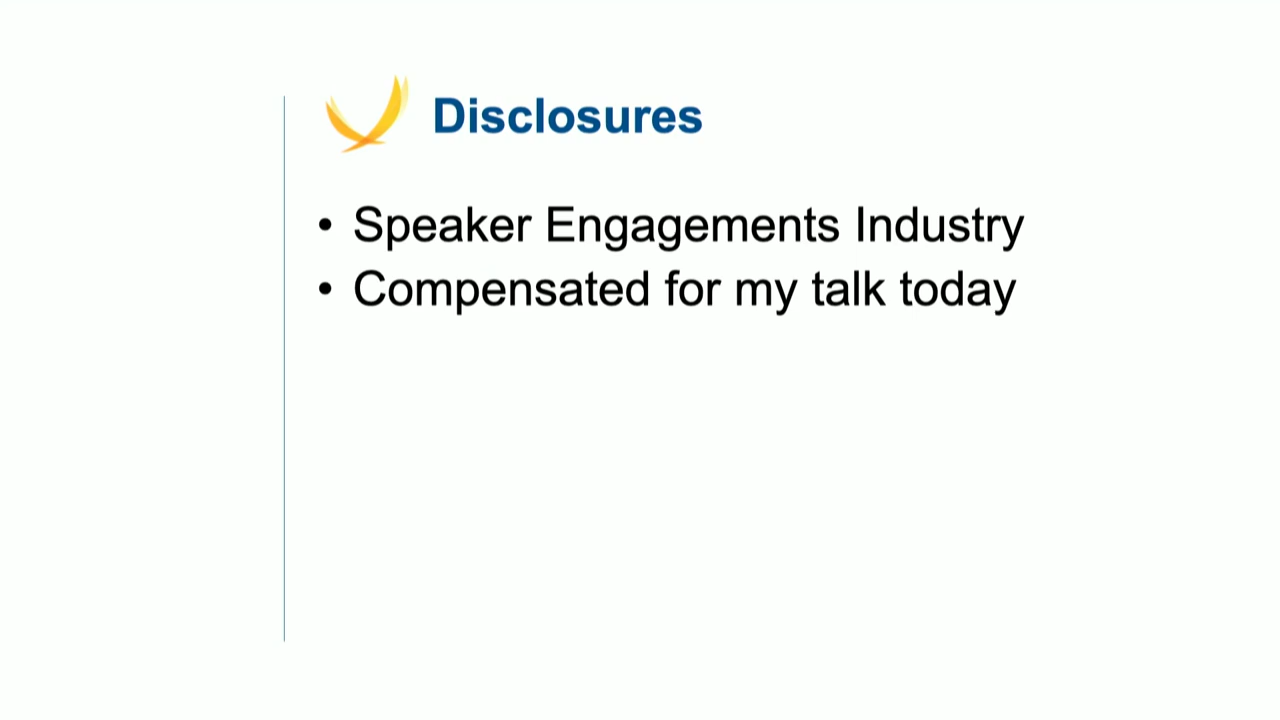 Disclosures
• Speaker Engagements Industry
• Compensated for my talk today